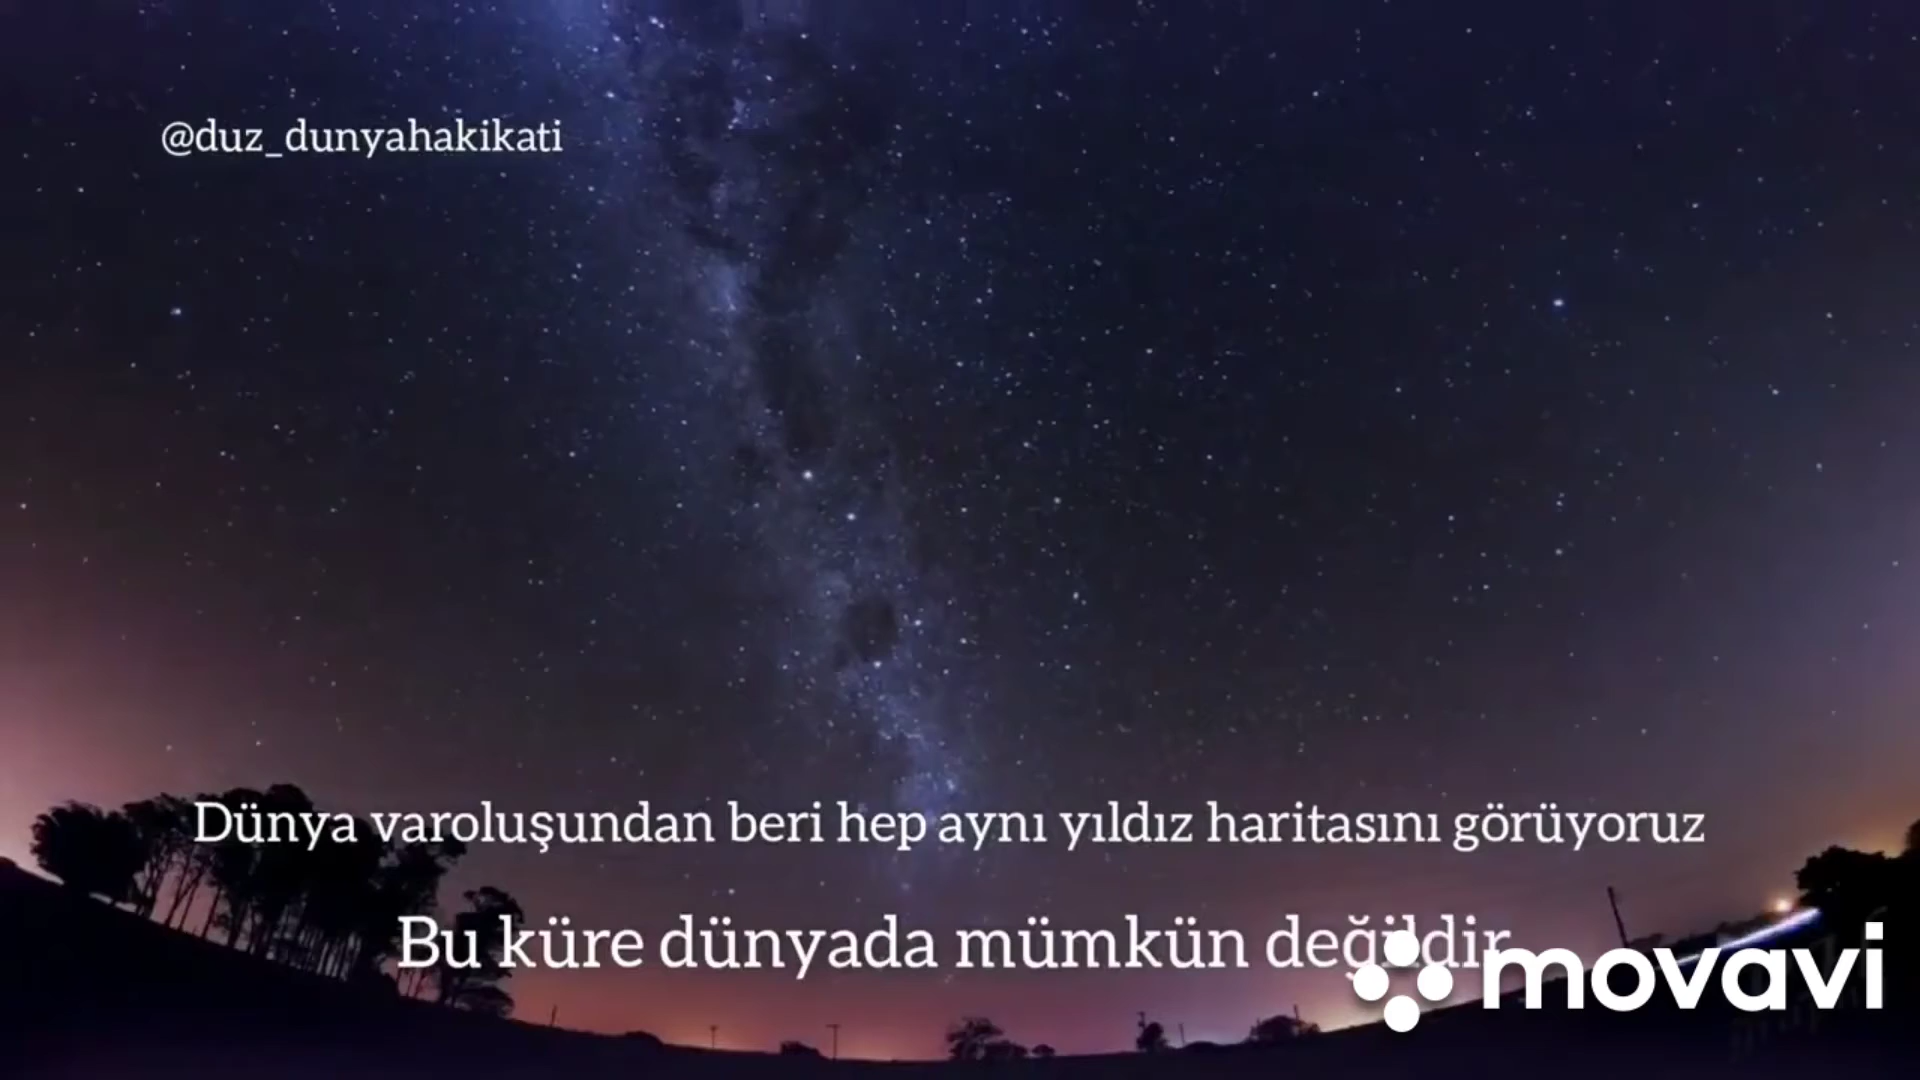 @duz_dunyahakikati
Dünya varoluşundan beri hep aynı yıldız haritasını görüyoruz
Bu küre dünyada mümkün değildir
movavi